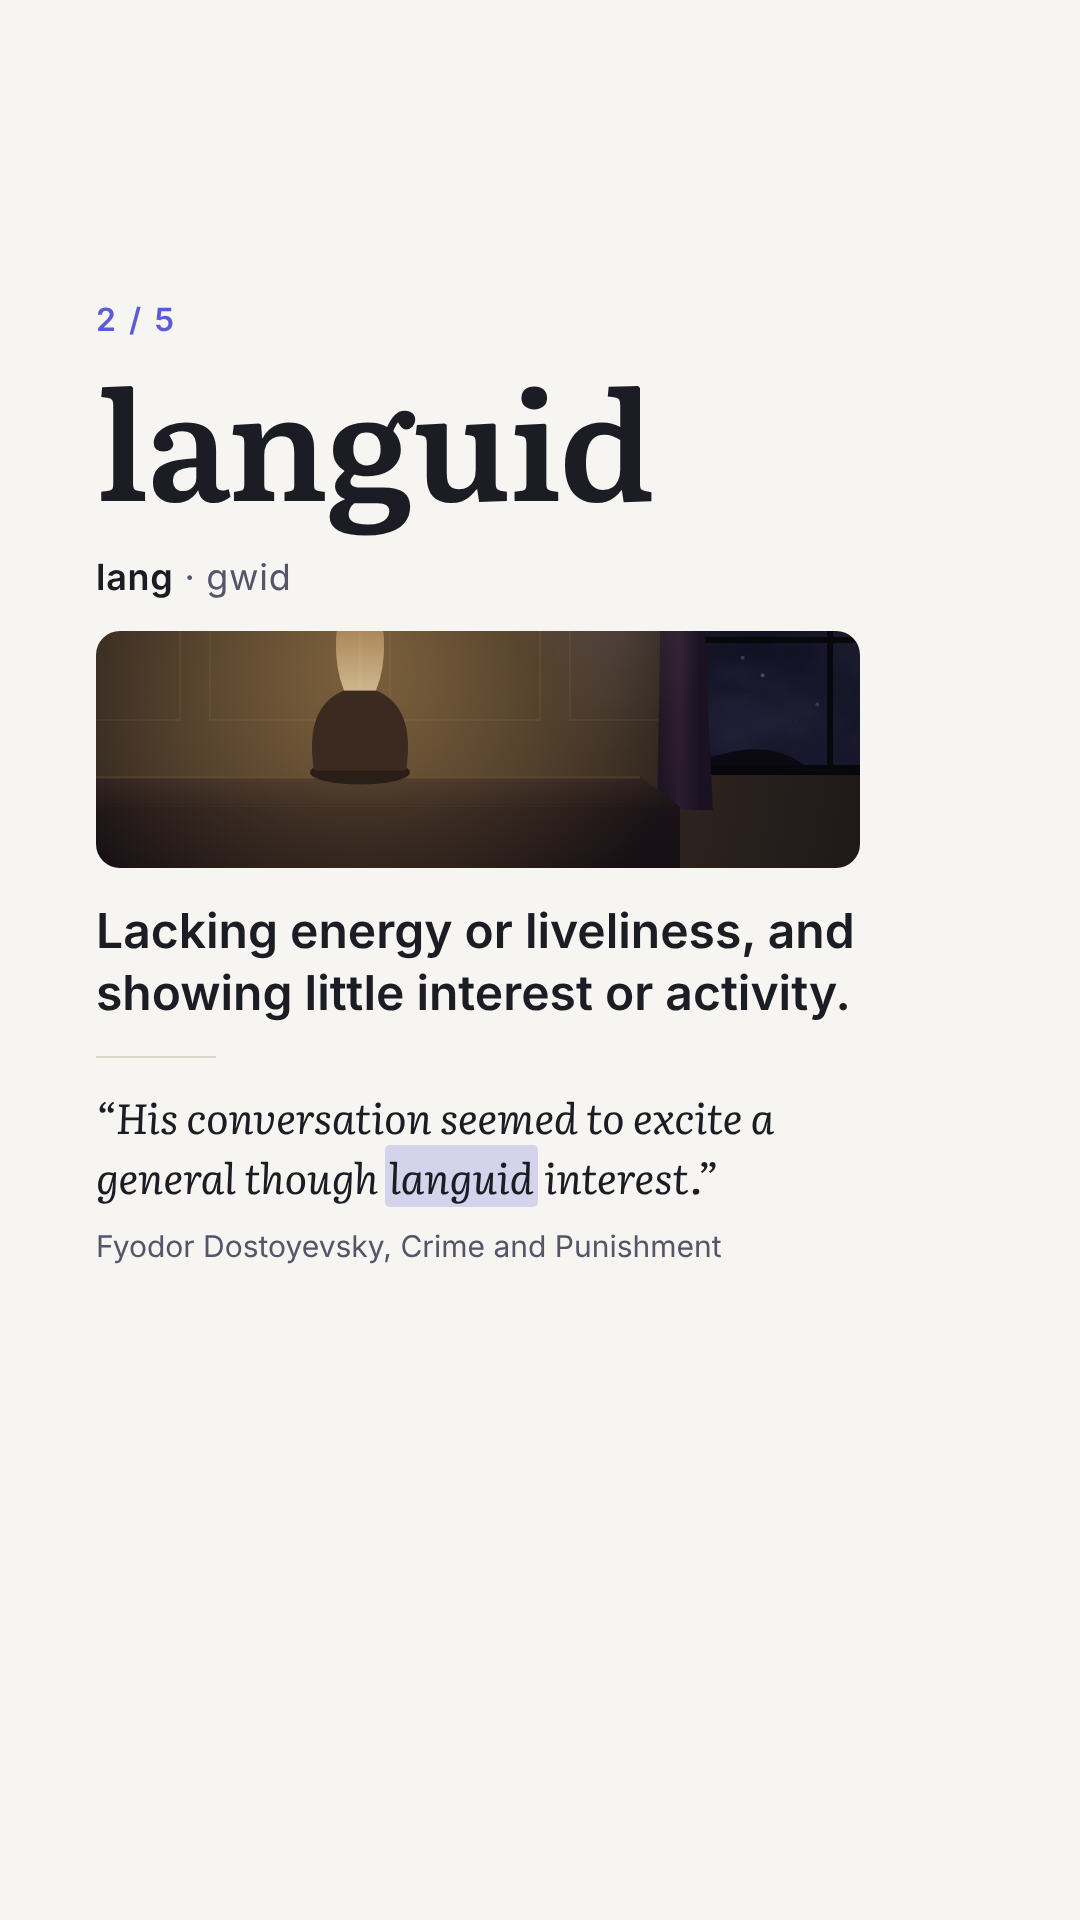 2 / 5
languid
lang · gwid
Lacking energy or liveliness, and
showing little interest or activity.
“His conversation seemed to excite a
general though languid interest.”
Fyodor Dostoyevsky, Crime and Punishment